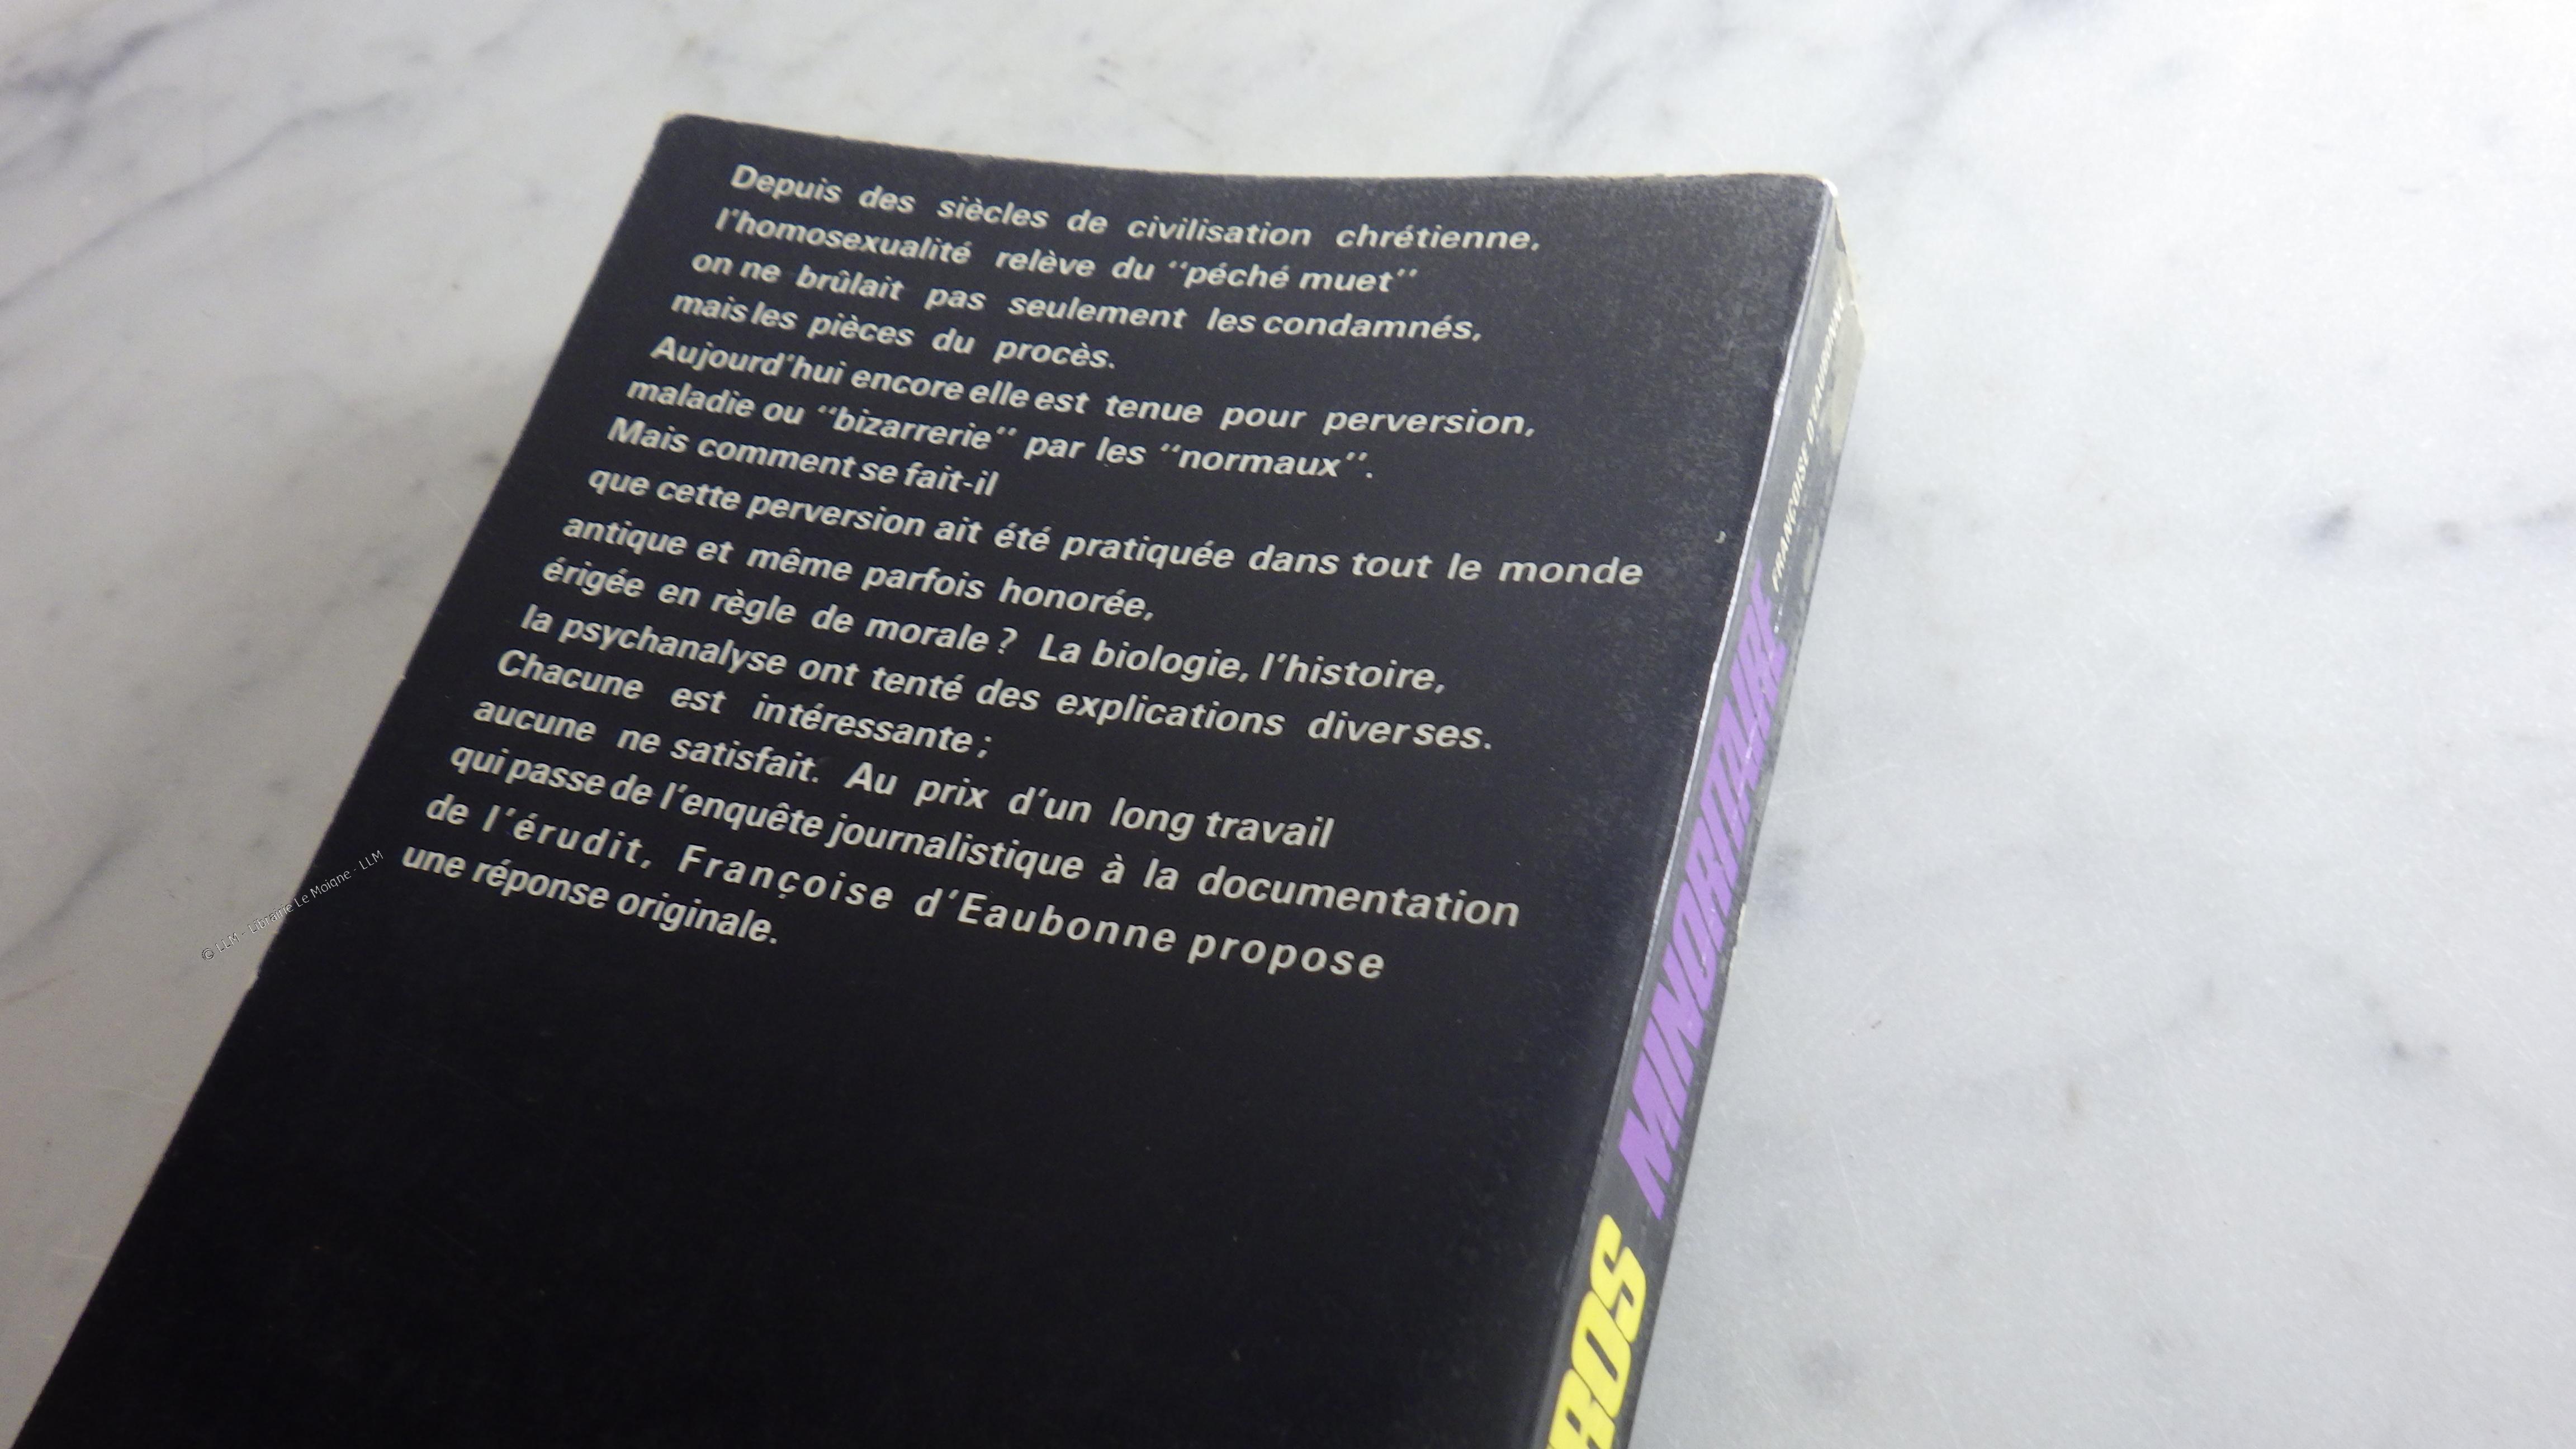 Depuis des siècles de civilisation chrétienne,
l'homosexualité relève du "péché muet"
on ne brûlait pas seulement les condamnés,
mais les pièces du procès.
Aujourd'hui encore elle est tenue pour perversion,
maladie ou "bizarrerie" par les "normaux".
Mais comment se fait-il
que cette perversion ait été pratiquée dans tout le monde
antique et même parfois honorée,
érigée en règle de morale ? La biologie, l'histoire,
la psychanalyse ont tenté des explications diverses.
Chacune est intéressante ;
aucune ne satisfait. Au prix d'un long travail
qui passe de l'enquête journalistique à la documentation
de l'érudit, Françoise d'Eaubonne propose
une réponse originale.
FRANÇOISE D'EAUBONNE
MINORITAIRE
ROS
© LLM - Librairie Le Moigne - LLM